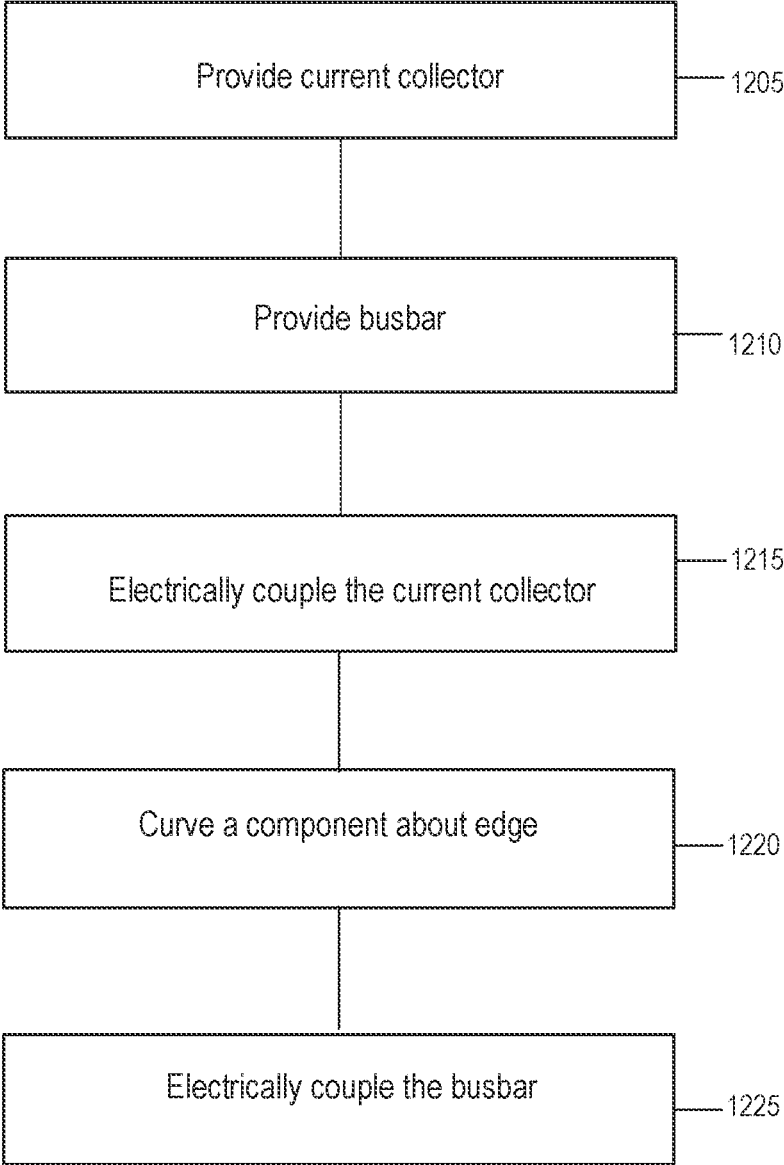 Provide current collector
1205
Provide busbar
1210
Electrically couple the current collector
1215
Curve a component about edge
1220
Electrically couple the busbar
1225